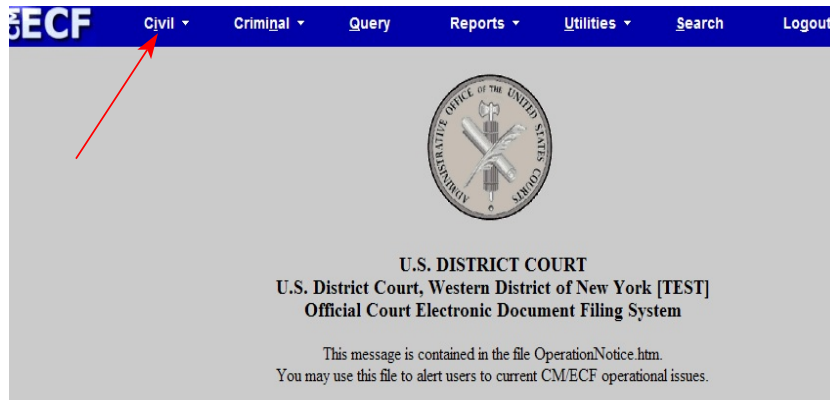 CM ECF Civil Criminal Query Reports Utilities Search Logout
ADMINISTRATIVE OFFICE OF THE UNITED STATES COURTS
U.S. DISTRICT COURT
U.S. District Court, Western District of New York [TEST]
Official Court Electronic Document Filing System
This message is contained in the file OperationNotice.htm.
You may use this file to alert users to current CM/ECF operational issues.